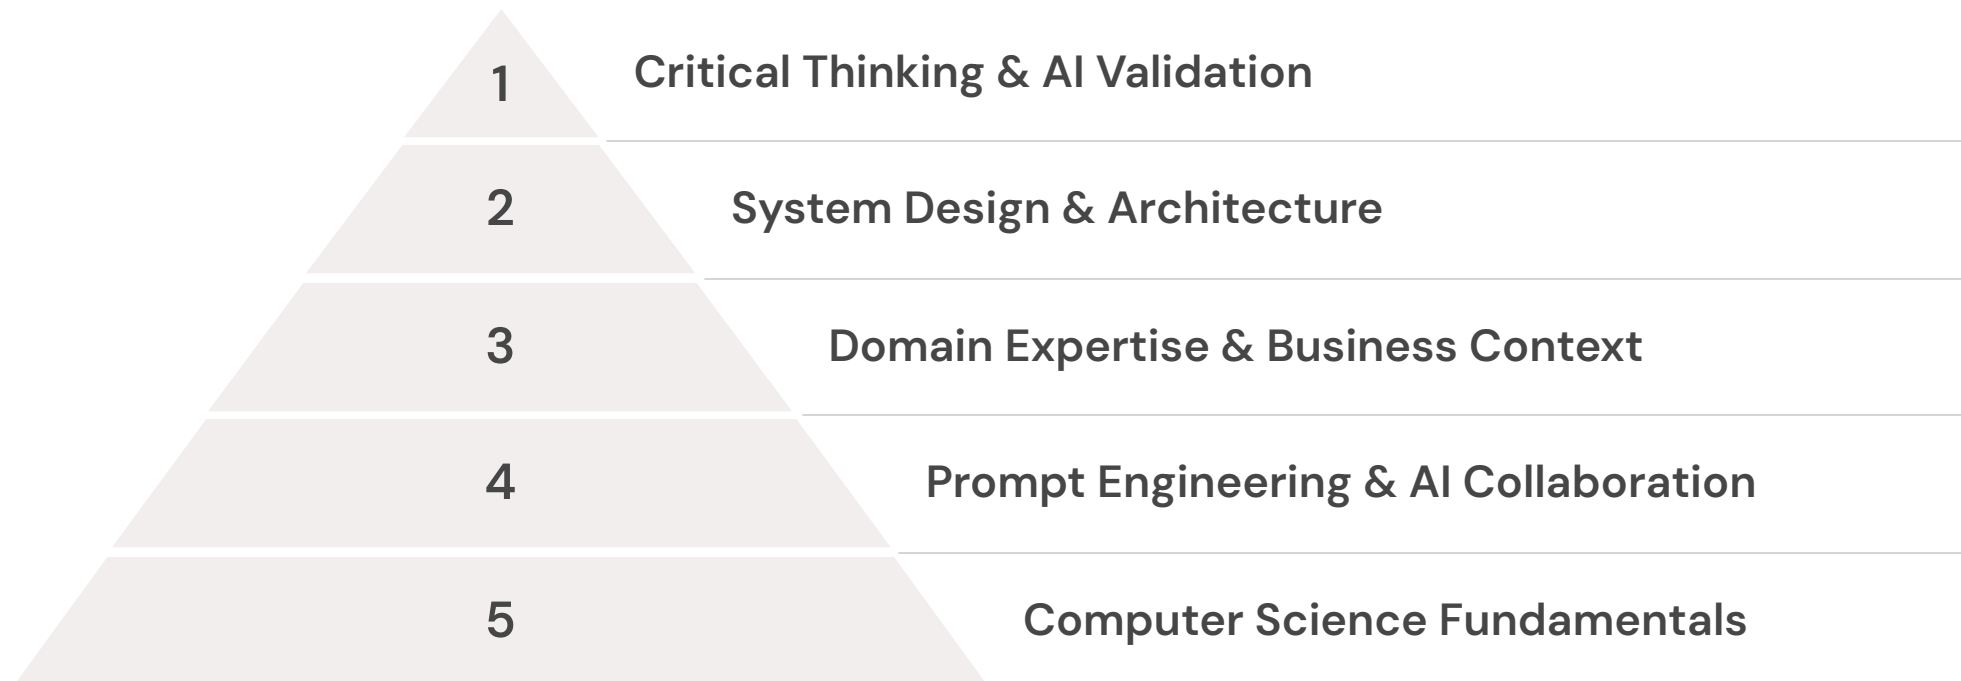 1 Critical Thinking & AI Validation
2 System Design & Architecture
3 Domain Expertise & Business Context
4 Prompt Engineering & AI Collaboration
5 Computer Science Fundamentals